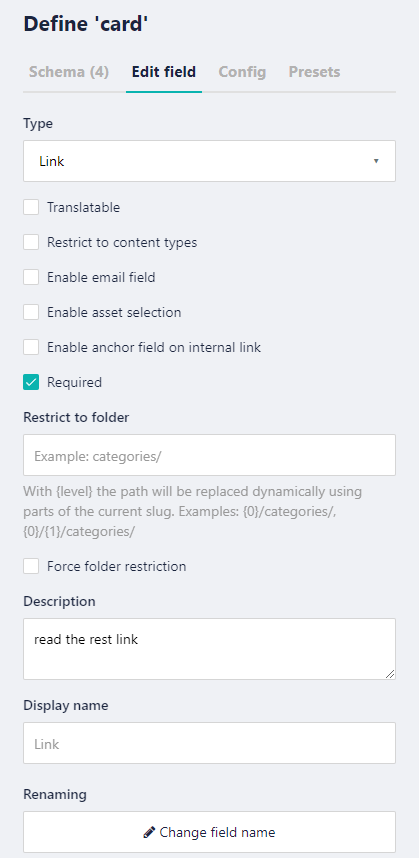 Define 'card'
Schema (4) Edit field Config Presets
Type
Link
Translatable
Restrict to content types
Enable email field
Enable asset selection
Enable anchor field on internal link
Required
Restrict to folder
Example: categories/
With {level} the path will be replaced dynamically using
parts of the current slug. Examples: {0}/categories/,
{0}/{1}/categories/
Force folder restriction
Description
read the rest link
Display name
Link
Renaming
Change field name